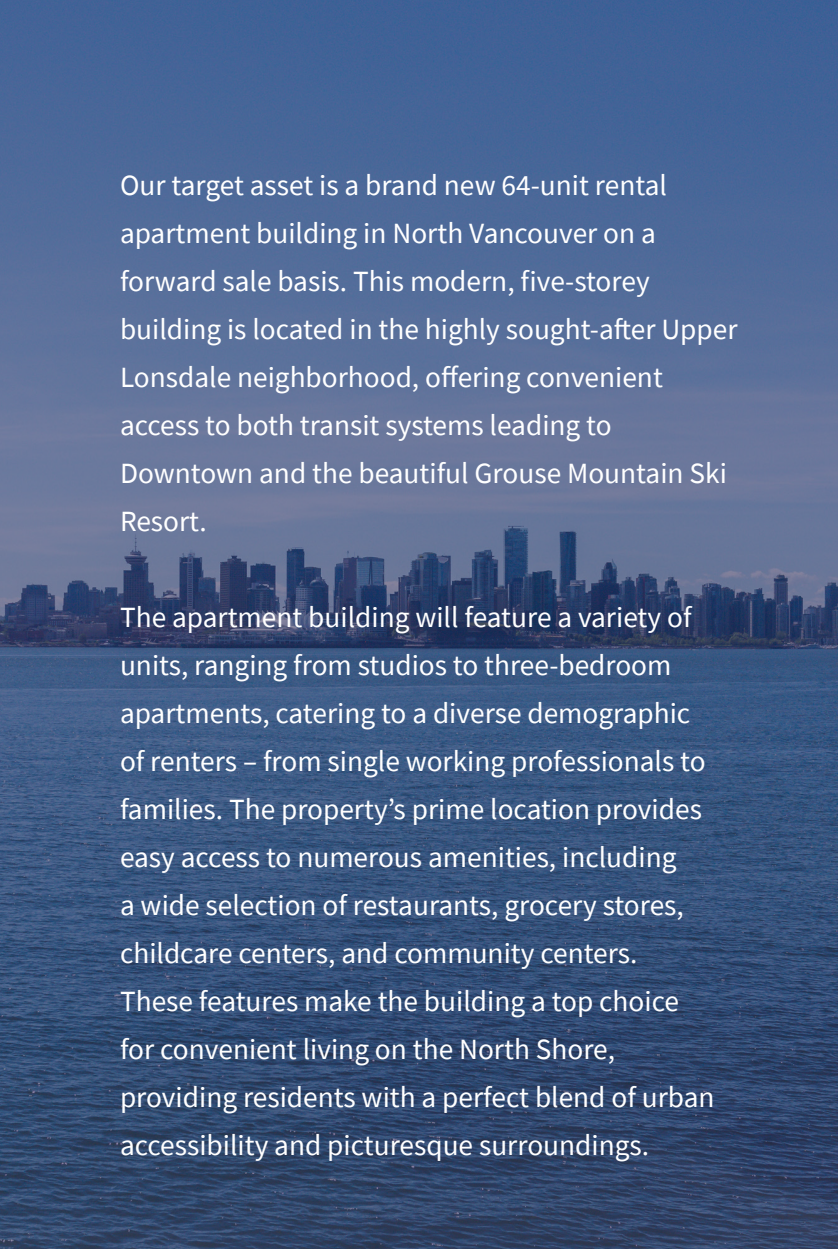 Our target asset is a brand new 64-unit rental
apartment building in North Vancouver on a
forward sale basis. This modern, five-storey
building is located in the highly sought-after Upper
Lonsdale neighborhood, offering convenient
access to both transit systems leading to
Downtown and the beautiful Grouse Mountain Ski
Resort.
The apartment building will feature a variety of
units, ranging from studios to three-bedroom
apartments, catering to a diverse demographic
of renters – from single working professionals to
families. The property’s prime location provides
easy access to numerous amenities, including
a wide selection of restaurants, grocery stores,
childcare centers, and community centers.
These features make the building a top choice
for convenient living on the North Shore,
providing residents with a perfect blend of urban
accessibility and picturesque surroundings.